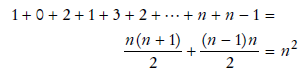 1 + 0 + 2 + 1 + 3 + 2 + ⋯ + n + n − 1 =
n(n + 1)/2 + (n − 1)n/2 = n²